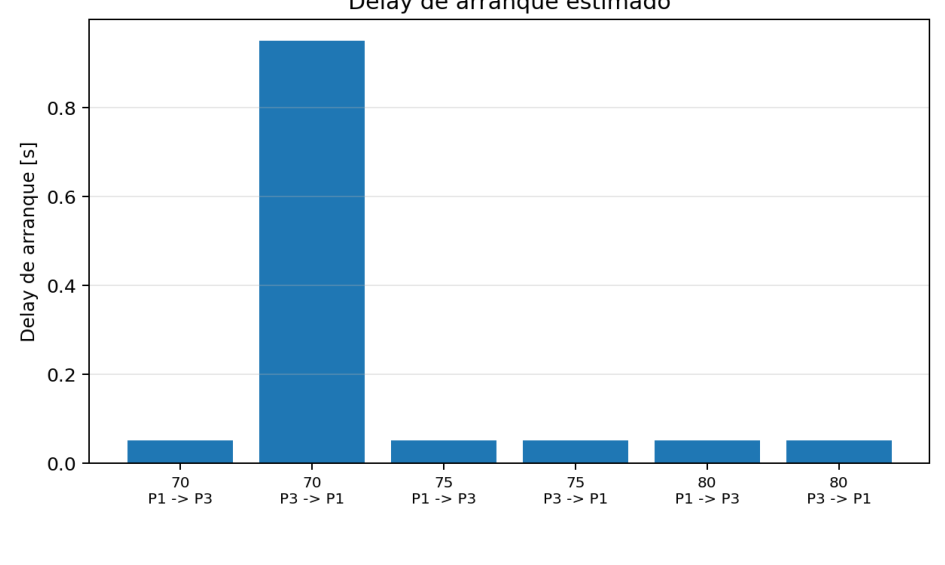 Delay de arranque estimado
Delay de arranque [s]
0.8
0.6
0.4
0.2
0.0
70
P1 -> P3
70
P3 -> P1
75
P1 -> P3
75
P3 -> P1
80
P1 -> P3
80
P3 -> P1